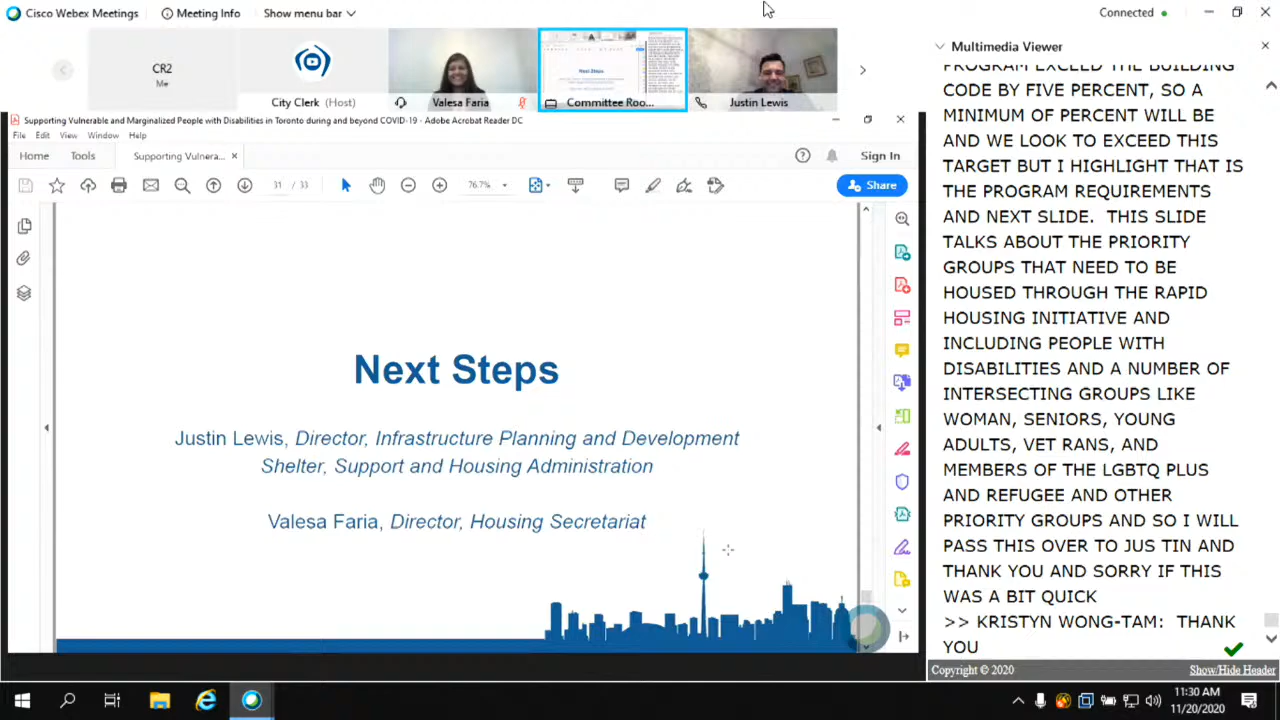 Cisco Webex Meetings
Meeting Info
Show menu bar
Connected
CR2
Me
City Clerk (Host)
Valesa Faria
Next Steps
Committee Roo...
Justin Lewis
Supporting Vulnerable and Marginalized People with Disabilities in Toronto during and beyond COVID-19 - Adobe Acrobat Reader DC
File Edit View Window Help
Home Tools Supporting Vulnera...
Sign In
31 / 33
76.7%
Share
Next Steps
Justin Lewis, Director, Infrastructure Planning and Development
Shelter, Support and Housing Administration
Valesa Faria, Director, Housing Secretariat
Multimedia Viewer
PROGRAM EXCEED THE BUILDING
CODE BY FIVE PERCENT, SO A
MINIMUM OF PERCENT WILL BE
AND WE LOOK TO EXCEED THIS
TARGET BUT I HIGHLIGHT THAT IS
THE PROGRAM REQUIREMENTS
AND NEXT SLIDE. THIS SLIDE
TALKS ABOUT THE PRIORITY
GROUPS THAT NEED TO BE
HOUSED THROUGH THE RAPID
HOUSING INITIATIVE AND
INCLUDING PEOPLE WITH
DISABILITIES AND A NUMBER OF
INTERSECTING GROUPS LIKE
WOMAN, SENIORS, YOUNG
ADULTS, VET RANS, AND
MEMBERS OF THE LGBTQ PLUS
AND REFUGEE AND OTHER
PRIORITY GROUPS AND SO I WILL
PASS THIS OVER TO JUS TIN AND
THANK YOU AND SORRY IF THIS
WAS A BIT QUICK
>> KRISTYN WONG-TAM: THANK
YOU
Copyright © 2020
Show/Hide Header
11:30 AM
11/20/2020